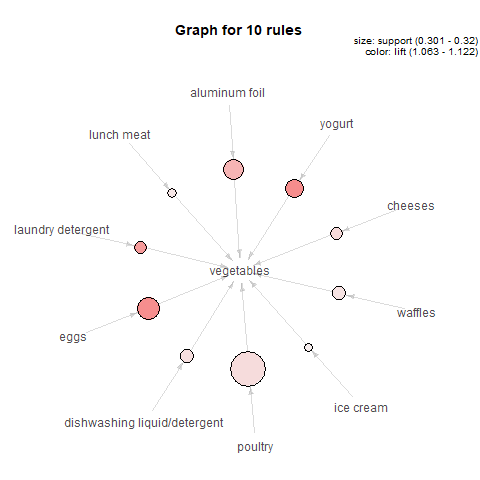 Graph for 10 rules
size: support (0.301 - 0.32)
color: lift (1.063 - 1.122)
aluminum foil
yogurt
lunch meat
cheeses
laundry detergent
vegetables
waffles
eggs
ice cream
dishwashing liquid/detergent
poultry